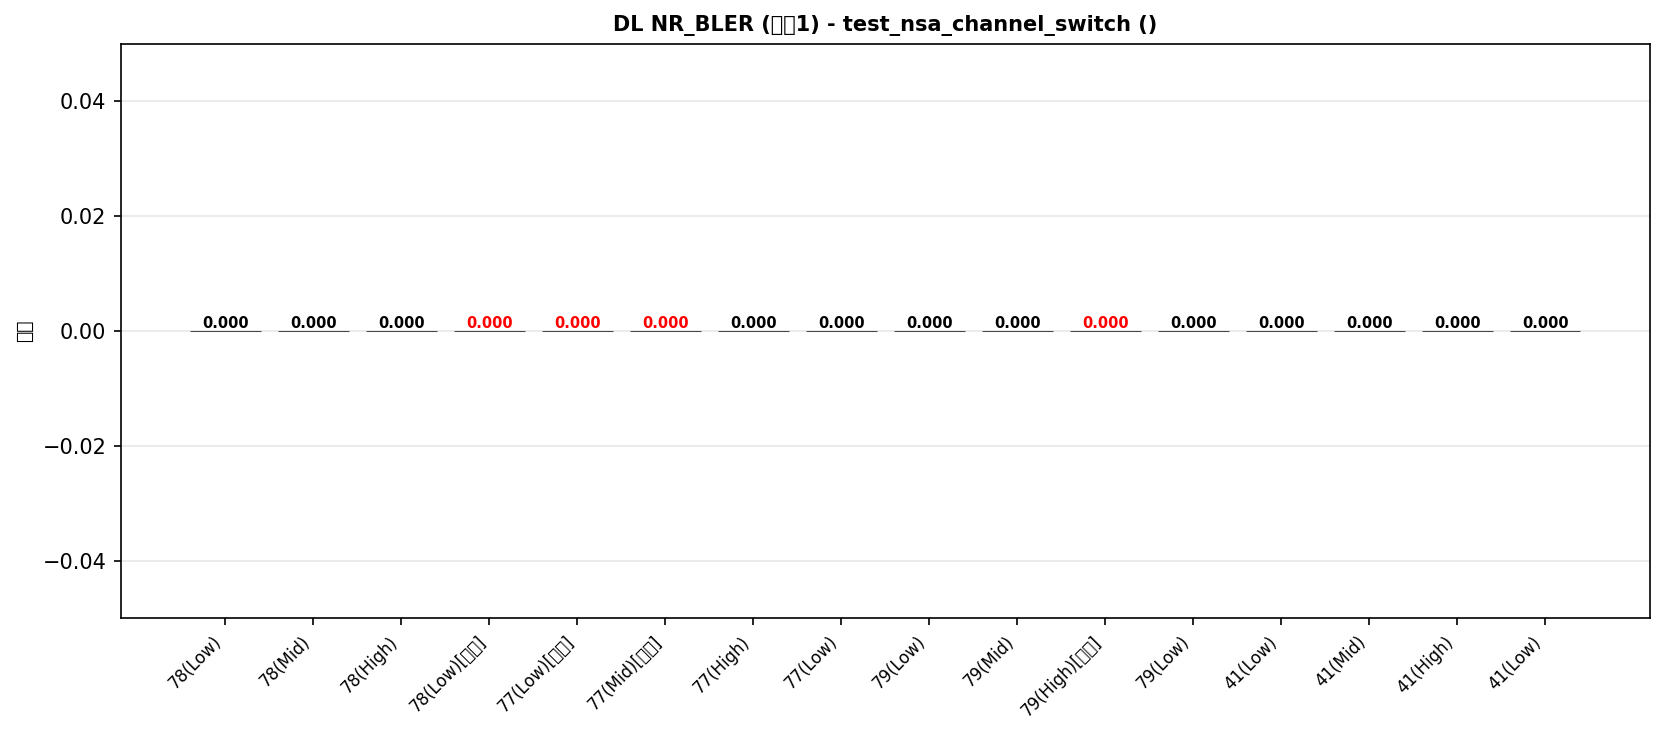 DL NR_BLER (1) - test_nsa_channel_switch ()
0.04
0.02
0.00
−0.02
−0.04
0.000 0.000 0.000 0.000 0.000 0.000 0.000 0.000 0.000 0.000 0.000 0.000 0.000 0.000 0.000 0.000
78(Low)
78(Mid)
78(High)
78(Low)[]
77(Low)[]
77(Mid)[]
77(High)
77(Low)
79(Low)
79(Mid)
79(High)[]
79(Low)
41(Low)
41(Mid)
41(High)
41(Low)